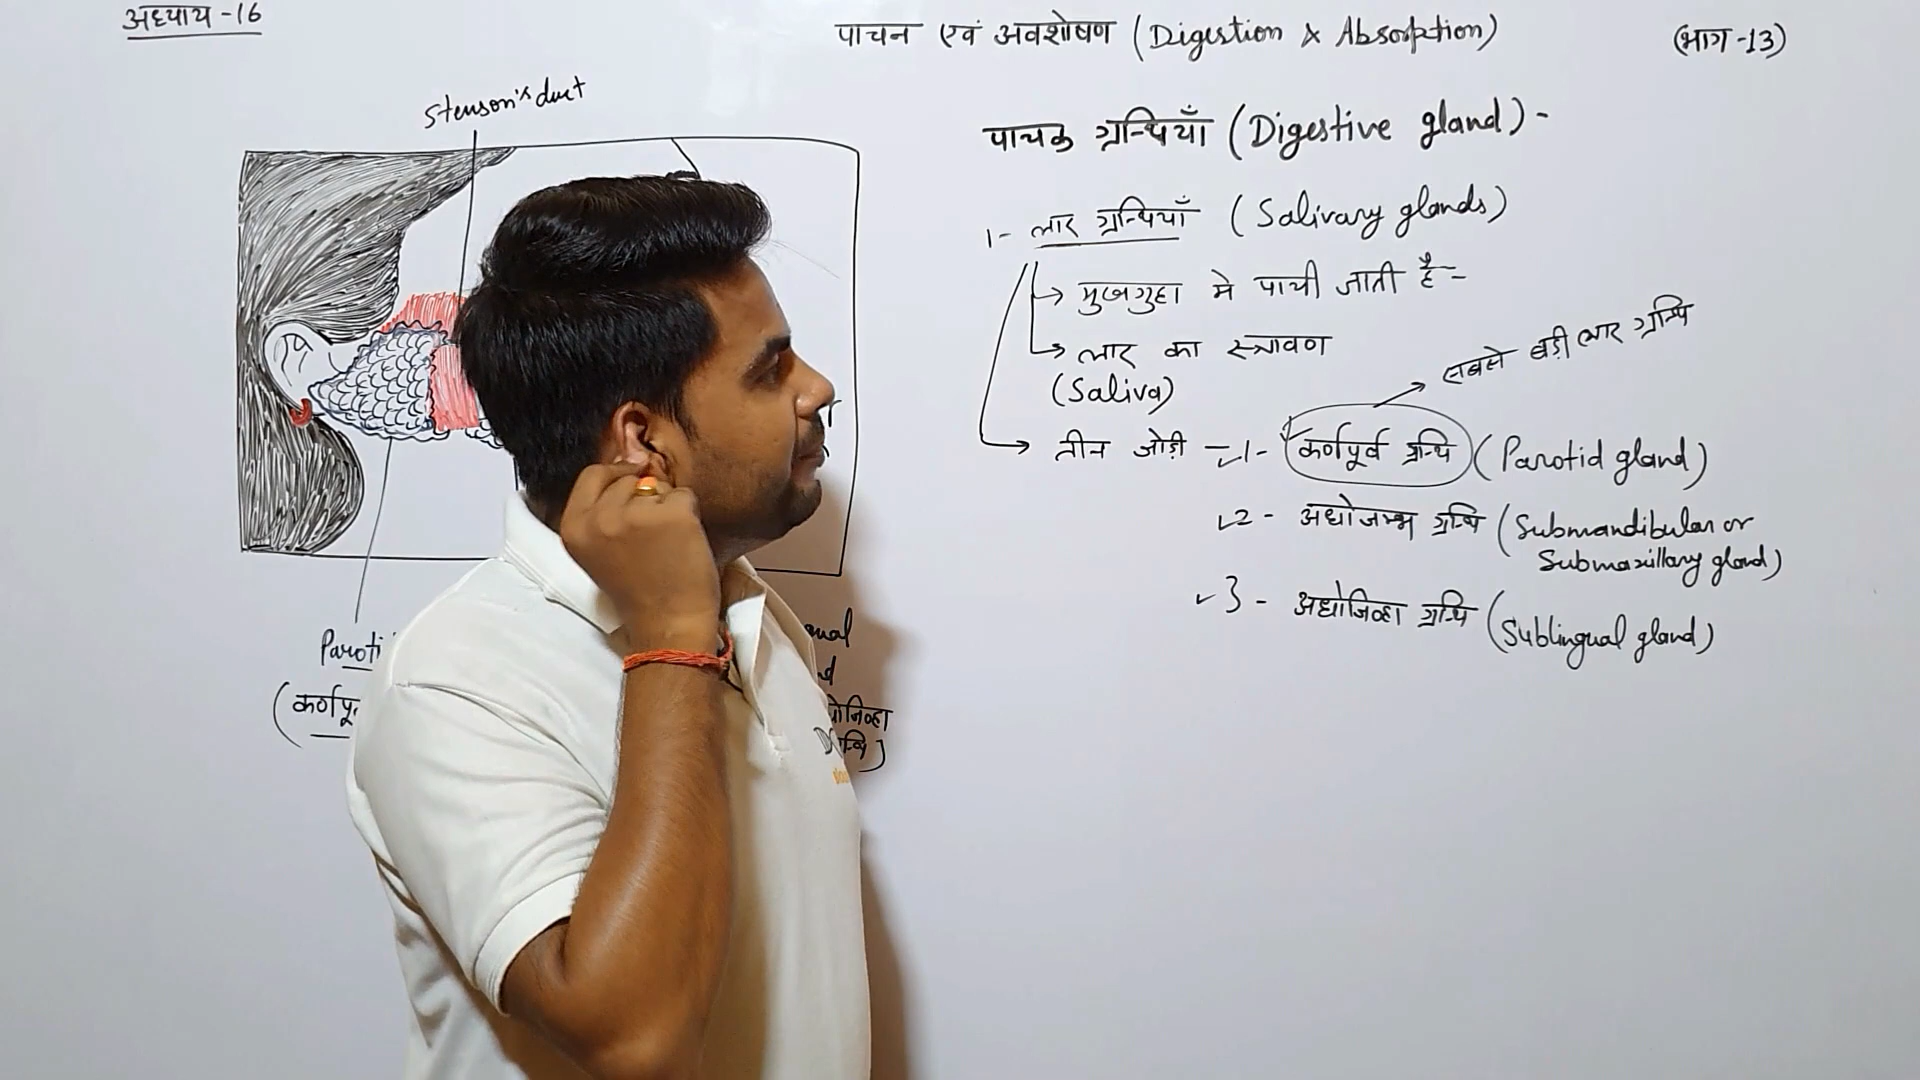 अध्याय -16
पाचन एवं अवशोषण (Digestion & Absorption)
(भाग -13)
Stenson's duct
पाचक ग्रन्थियाँ (Digestive gland) -
1- लार ग्रन्थियाँ (Salivary glands)
→ मुखगुहा मे पायी जाती है -
→ लार का स्त्रावण
(Saliva)
→ सबसे बड़ी लार ग्रन्थि
→ तीन जोड़ी - 1- कर्णपूर्व ग्रन्थि (Parotid gland)
2 - अधोजम्भ ग्रन्थि (Submandibular or
Submaxillary gland)
3 - अधोजिव्हा ग्रन्थि (Sublingual gland)